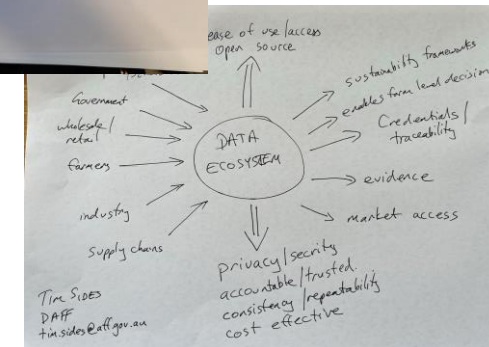 ease of use/access
open source
Government
wholesale/
retail
farmers
industry
supply chains
DATA
ECOSYSTEM
sustainability frameworks
enables farm level decision
Credentials/
traceability
evidence
market access
privacy/secrity
accountable/trusted.
consistency/repeatability
cost effective
TIM SIDES
DAFF
tim.sides@aff.gov.au